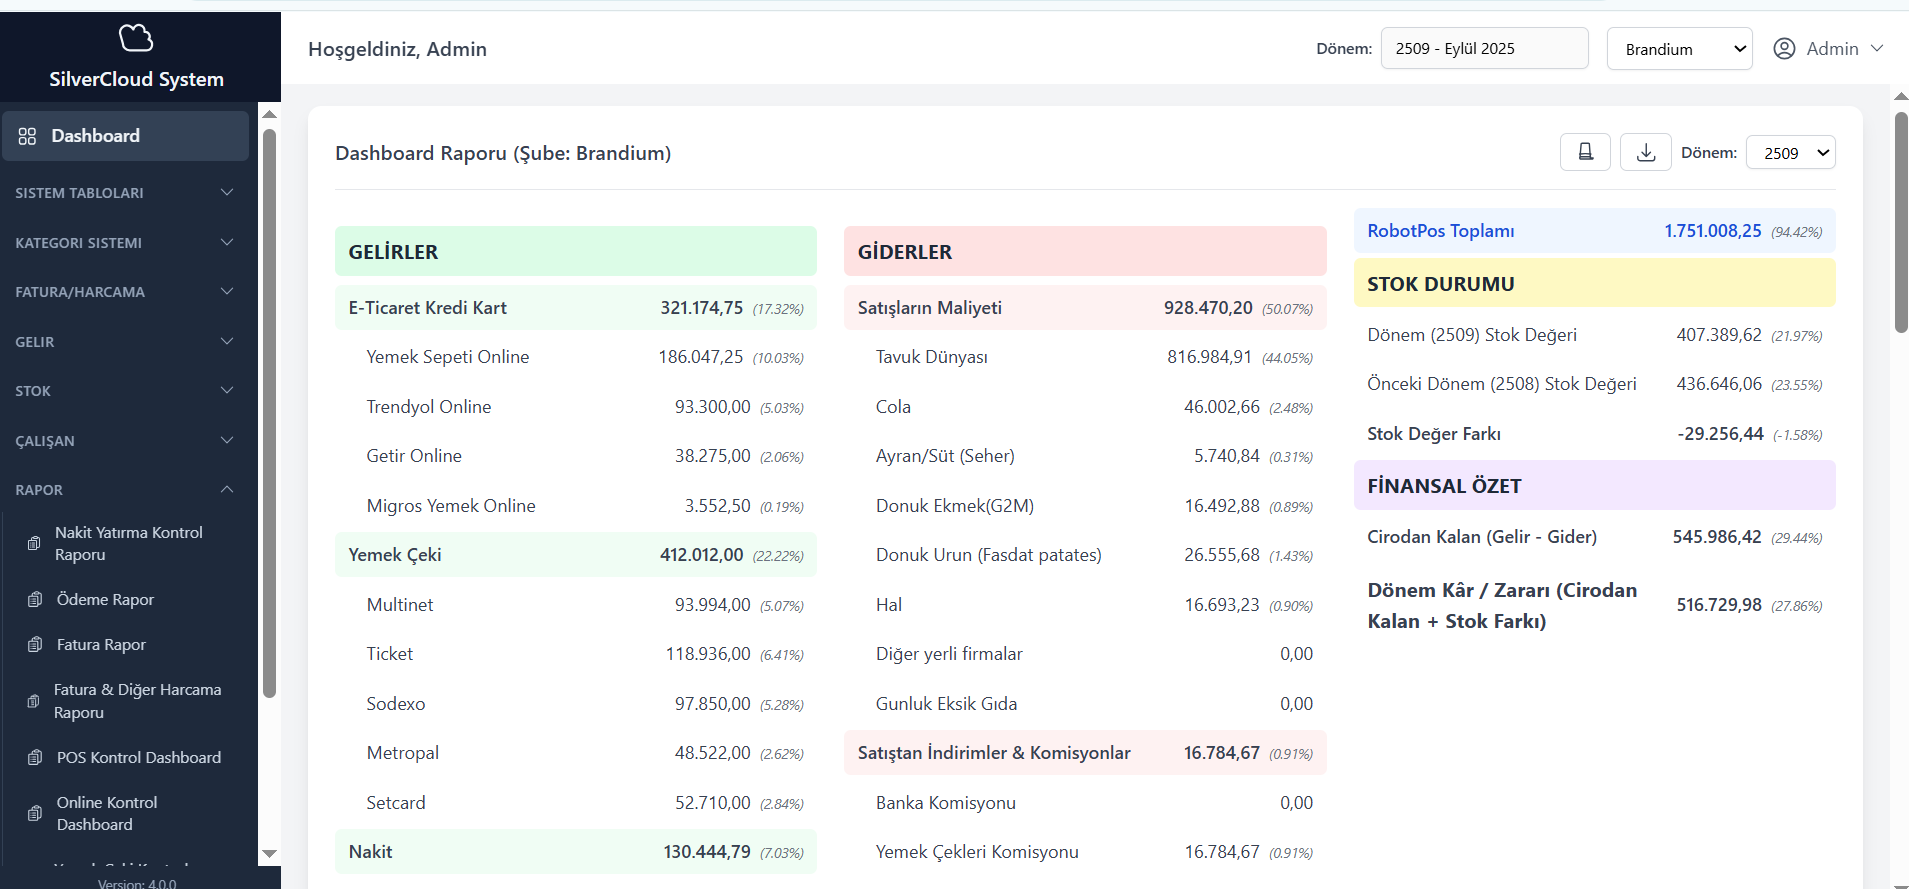 SilverCloud System
Hoşgeldiniz, Admin
Dönem: 2509 - Eylül 2025 Brandium Admin
Dashboard
SISTEM TABLOLARI
KATEGORI SISTEMI
FATURA/HARCAMA
GELIR
STOK
ÇALIŞAN
RAPOR
Nakit Yatırma Kontrol
Raporu
Ödeme Rapor
Fatura Rapor
Fatura & Diğer Harcama
Raporu
POS Kontrol Dashboard
Online Kontrol
Dashboard
Version: 4.0.0
Dashboard Raporu (Şube: Brandium)
Dönem: 2509
GELİRLER
E-Ticaret Kredi Kart 321.174,75 (17.32%)
Yemek Sepeti Online 186.047,25 (10.03%)
Trendyol Online 93.300,00 (5.03%)
Getir Online 38.275,00 (2.06%)
Migros Yemek Online 3.552,50 (0.19%)
Yemek Çeki 412.012,00 (22.22%)
Multinet 93.994,00 (5.07%)
Ticket 118.936,00 (6.41%)
Sodexo 97.850,00 (5.28%)
Metropal 48.522,00 (2.62%)
Setcard 52.710,00 (2.84%)
Nakit 130.444,79 (7.03%)
GİDERLER
Satışların Maliyeti 928.470,20 (50.07%)
Tavuk Dünyası 816.984,91 (44.05%)
Cola 46.002,66 (2.48%)
Ayran/Süt (Seher) 5.740,84 (0.31%)
Donuk Ekmek(G2M) 16.492,88 (0.89%)
Donuk Urun (Fasdat patates) 26.555,68 (1.43%)
Hal 16.693,23 (0.90%)
Diğer yerli firmalar 0,00
Gunluk Eksik Gıda 0,00
Satıştan İndirimler & Komisyonlar 16.784,67 (0.91%)
Banka Komisyonu 0,00
Yemek Çekleri Komisyonu 16.784,67 (0.91%)
RobotPos Toplamı 1.751.008,25 (94.42%)
STOK DURUMU
Dönem (2509) Stok Değeri 407.389,62 (21.97%)
Önceki Dönem (2508) Stok Değeri 436.646,06 (23.55%)
Stok Değer Farkı -29.256,44 (-1.58%)
FİNANSAL ÖZET
Cirodan Kalan (Gelir - Gider) 545.986,42 (29.44%)
Dönem Kâr / Zararı (Cirodan
Kalan + Stok Farkı) 516.729,98 (27.86%)